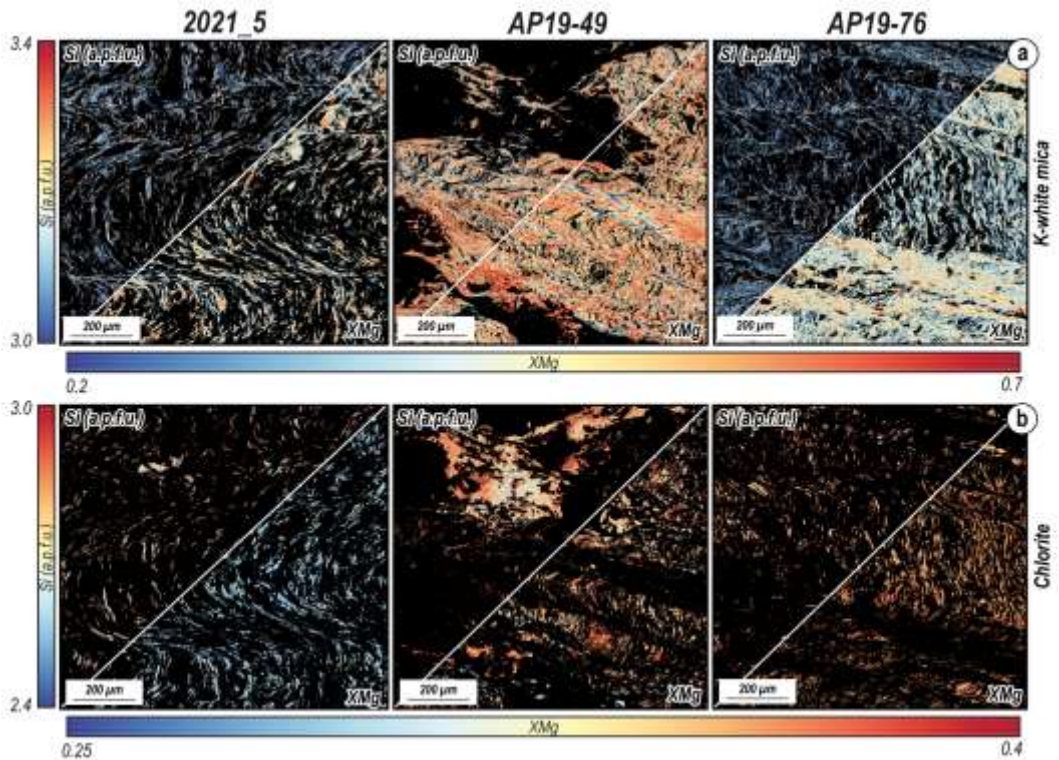 2021_5 AP19-49 AP19-76
3.4 Si (a.p.f.u.) Si (a.p.f.u.) Si (a.p.f.u.) a
Si (a.p.f.u.)
K-white mica
3.0 200 µm XMg 200 µm XMg 200 µm XMg
XMg
0.2 0.7
3.0 Si (a.p.f.u.) Si (a.p.f.u.) Si (a.p.f.u.) b
Si (a.p.f.u.)
Chlorite
2.4 200 µm XMg 200 µm XMg 200 µm XMg
XMg
0.25 0.4